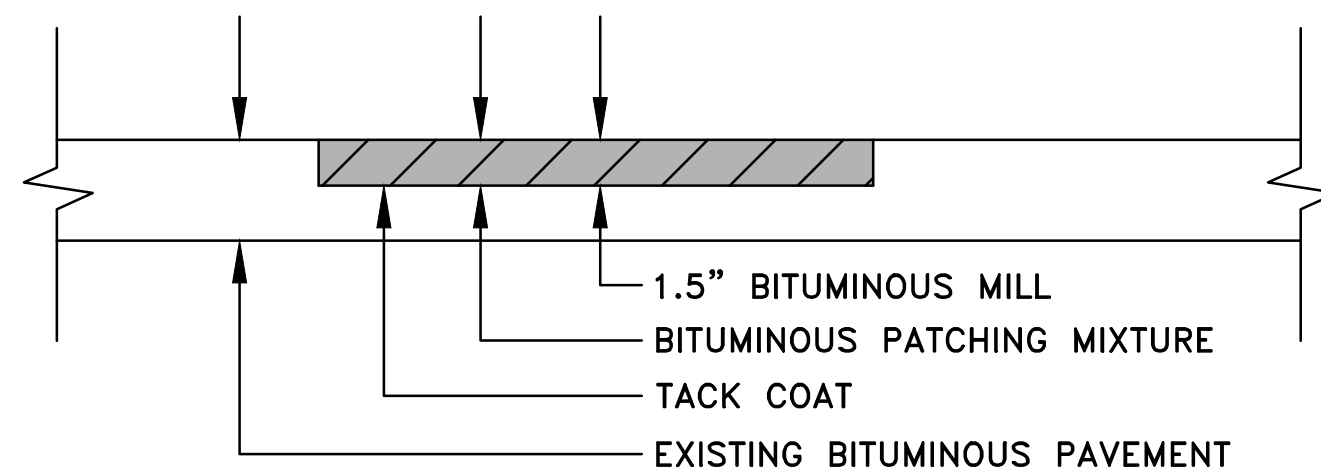 1.5” BITUMINOUS MILL
BITUMINOUS PATCHING MIXTURE
TACK COAT
EXISTING BITUMINOUS PAVEMENT